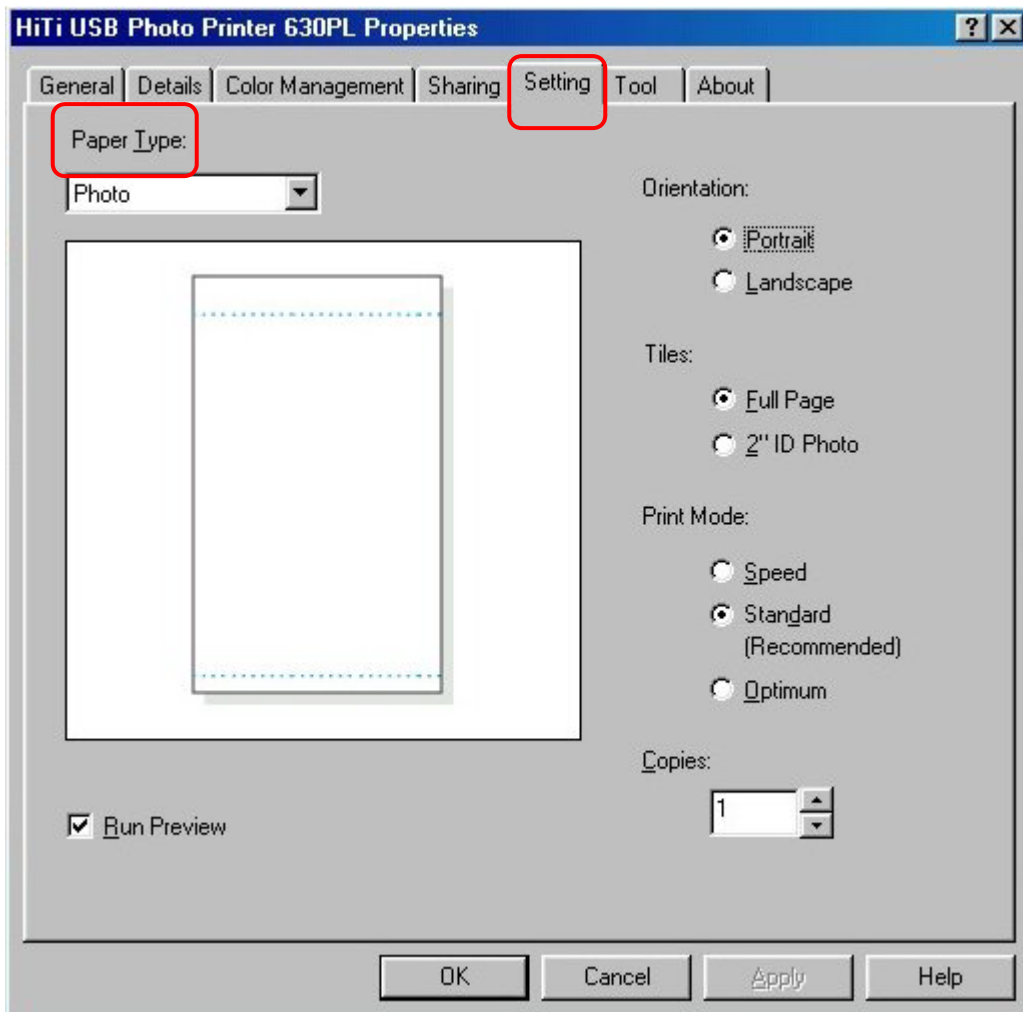 HiTi USB Photo Printer 630PL Properties
General Details Color Management Sharing Setting Tool About
Paper Type:
Photo
Orientation:
Portrait
Landscape
Tiles:
Full Page
2" ID Photo
Print Mode:
Speed
Standard
(Recommended)
Optimum
Copies:
1
Run Preview
OK Cancel Apply Help